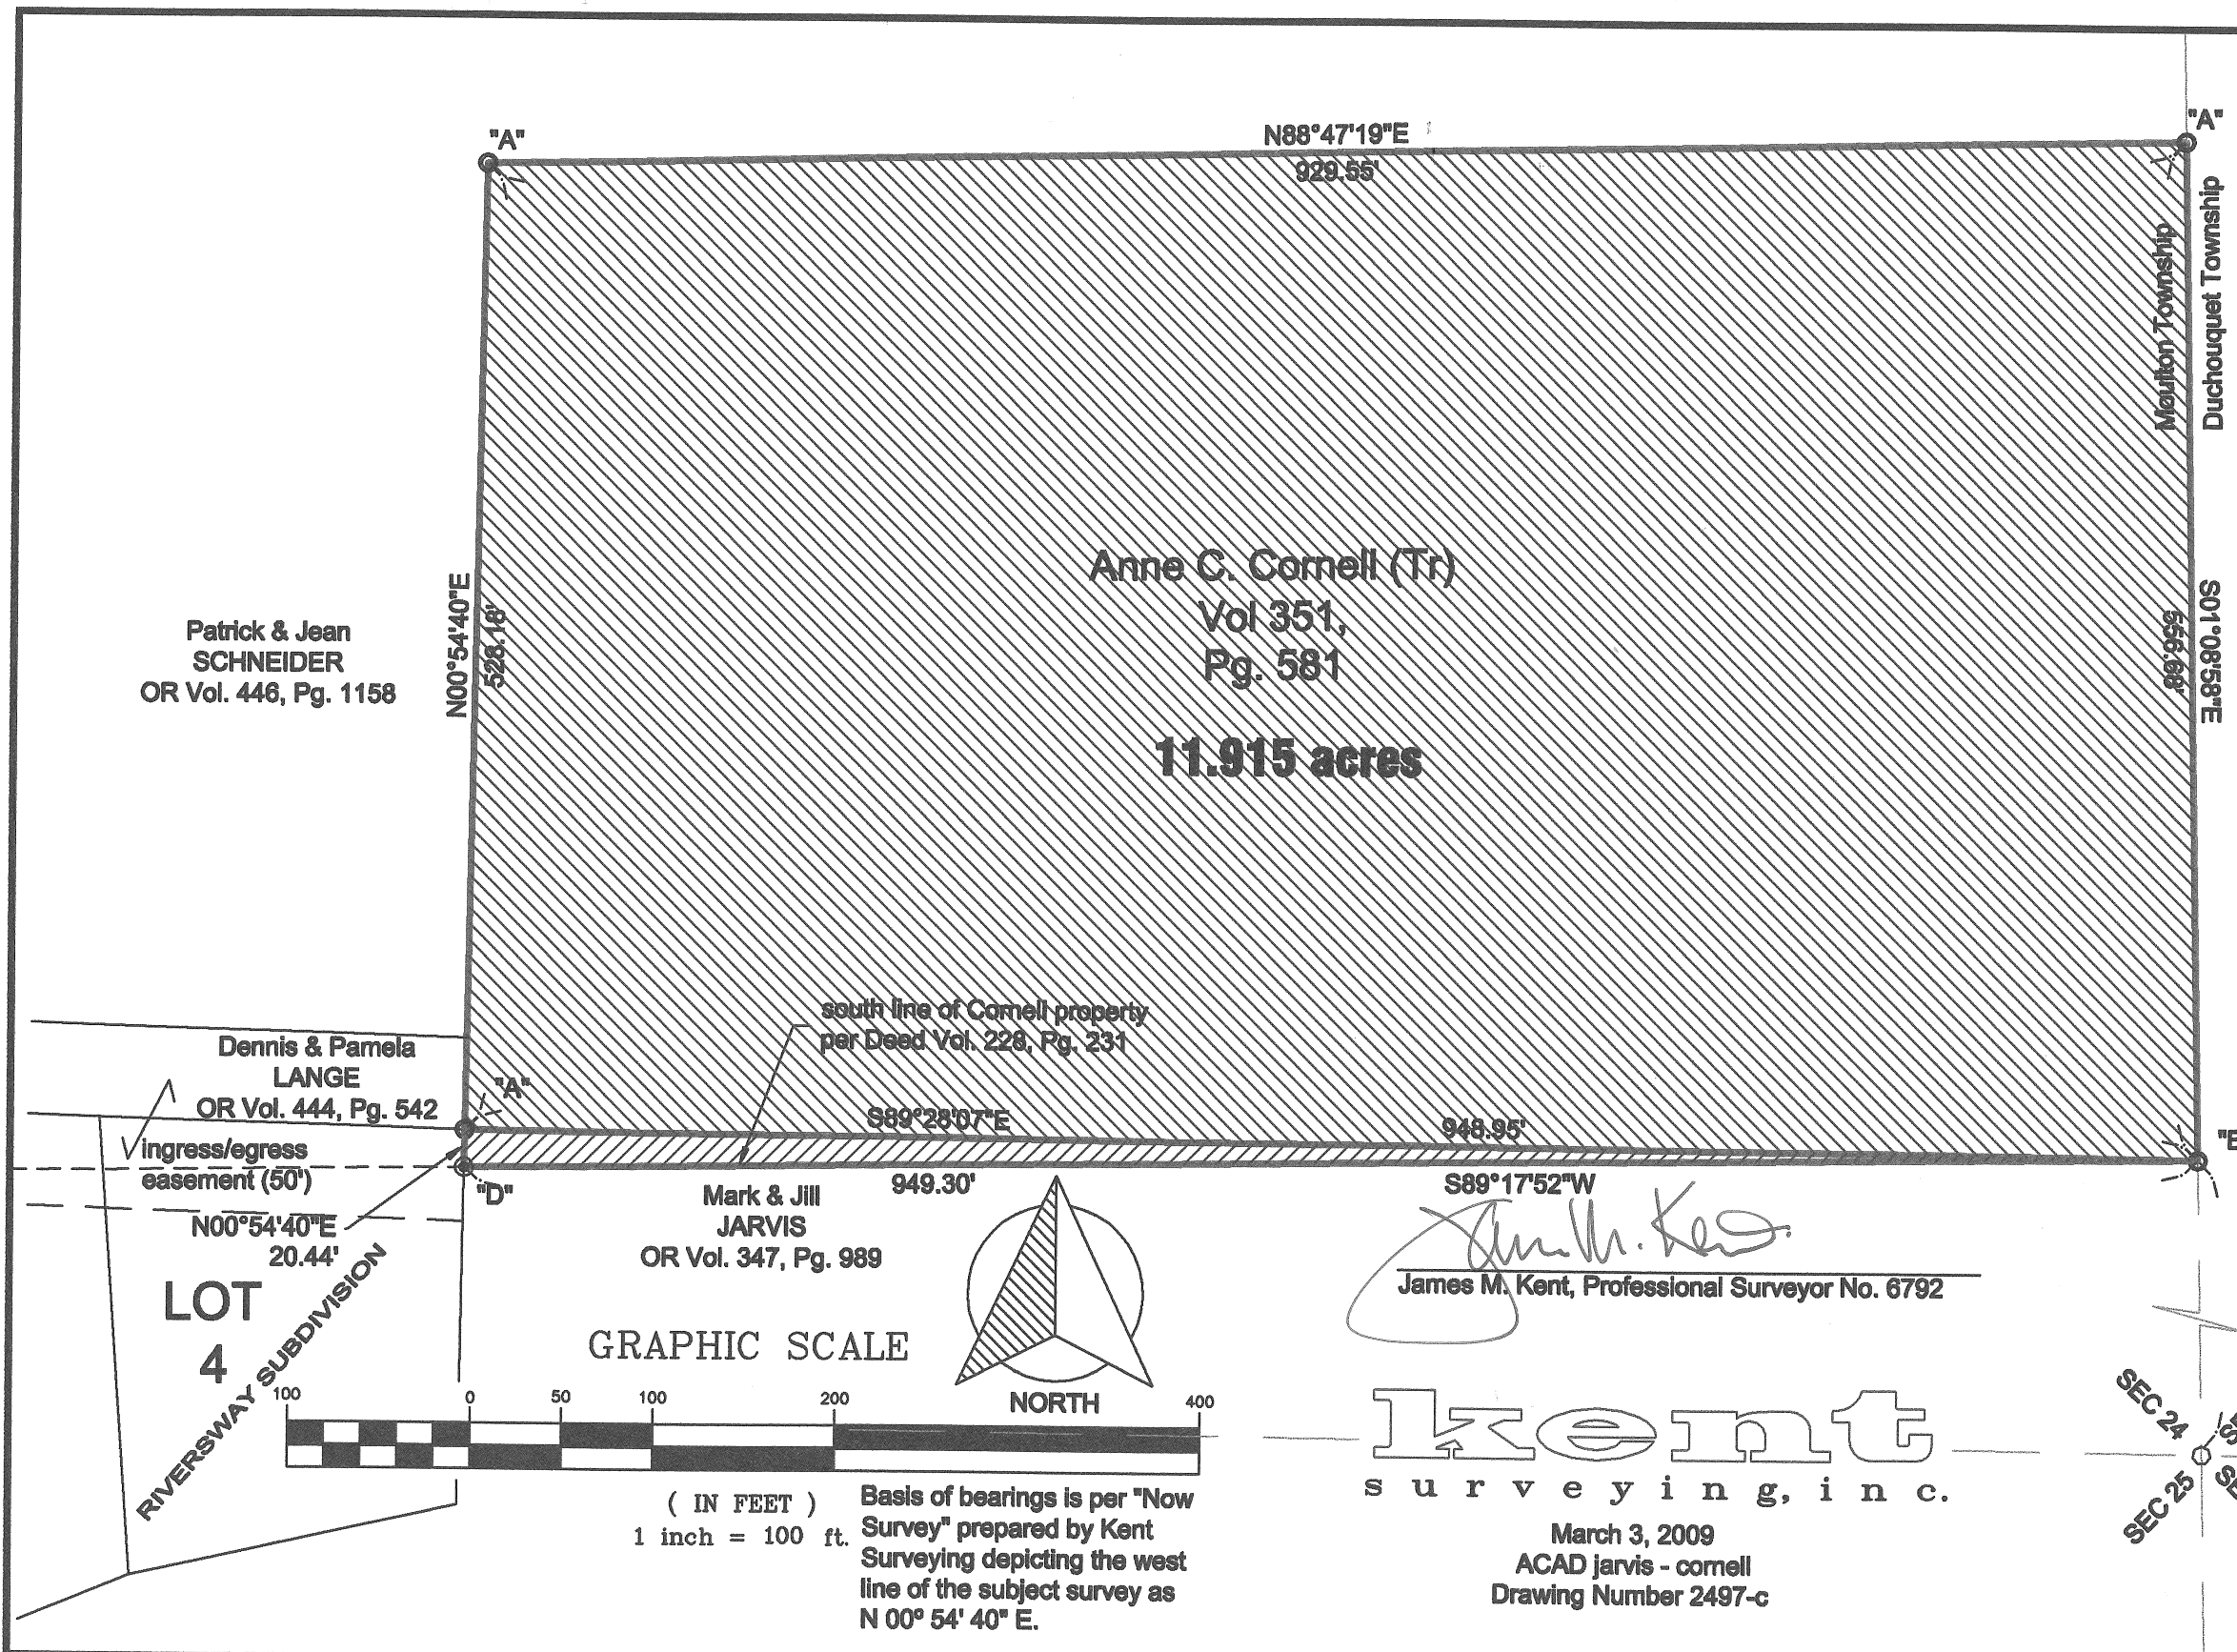 "A"
N88°47'19"E
929.55'
"A"
Moulton Township
Duchouquet Township
N00°54'40"E
528.18'
S01°08'58"E
556.68'
Patrick & Jean
SCHNEIDER
OR Vol. 446, Pg. 1158
Anne C. Cornell (Tr)
Vol 351,
Pg. 581
11.915 acres
south line of Cornell property
per Deed Vol. 228, Pg. 231
Dennis & Pamela
LANGE
OR Vol. 444, Pg. 542
"A"
S89°28'07"E
948.95'
ingress/egress
easement (50')
"D"
949.30'
S89°17'52"W
N00°54'40"E
20.44'
Mark & Jill
JARVIS
OR Vol. 347, Pg. 989
LOT
4
RIVERSWAY SUBDIVISION
James M. Kent
James M. Kent, Professional Surveyor No. 6792
GRAPHIC SCALE
NORTH
100 0 50 100 200 400
( IN FEET )
1 inch = 100 ft.
Basis of bearings is per "Now
Survey" prepared by Kent
Surveying depicting the west
line of the subject survey as
N 00° 54' 40" E.
kent
surveying, inc.
March 3, 2009
ACAD jarvis - cornell
Drawing Number 2497-c
SEC 24
SEC 25